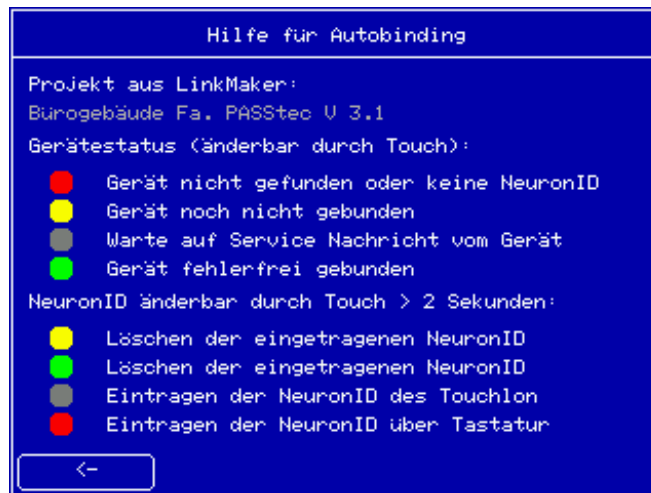 Hilfe für Autobinding
Projekt aus LinkMaker:
Bürogebäude Fa. PASStec V 3.1
Gerätestatus (änderbar durch Touch):
Gerät nicht gefunden oder keine NeuronID
Gerät noch nicht gebunden
Warte auf Service Nachricht vom Gerät
Gerät fehlerfrei gebunden
NeuronID änderbar durch Touch > 2 Sekunden:
Löschen der eingetragenen NeuronID
Löschen der eingetragenen NeuronID
Eintragen der NeuronID des Touchlon
Eintragen der NeuronID über Tastatur
<-